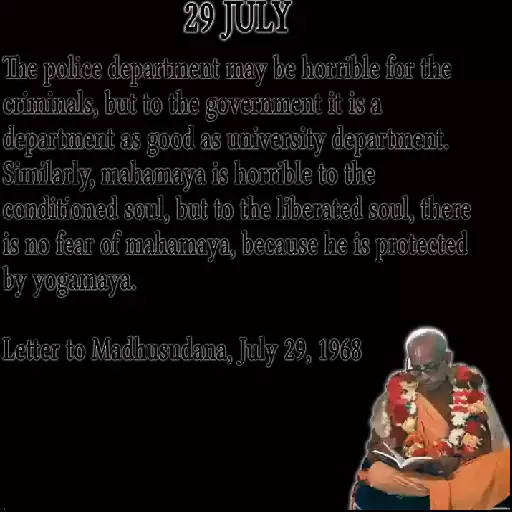 29 JULY
The police department may be horrible for the
criminals, but to the government it is a
department as good as university department.
Similarly, mahamaya is horrible to the
conditioned soul, but to the liberated soul, there
is no fear of mahamaya, because he is protected
by yogamaya.
Letter to Madhusudana, July 29, 1968